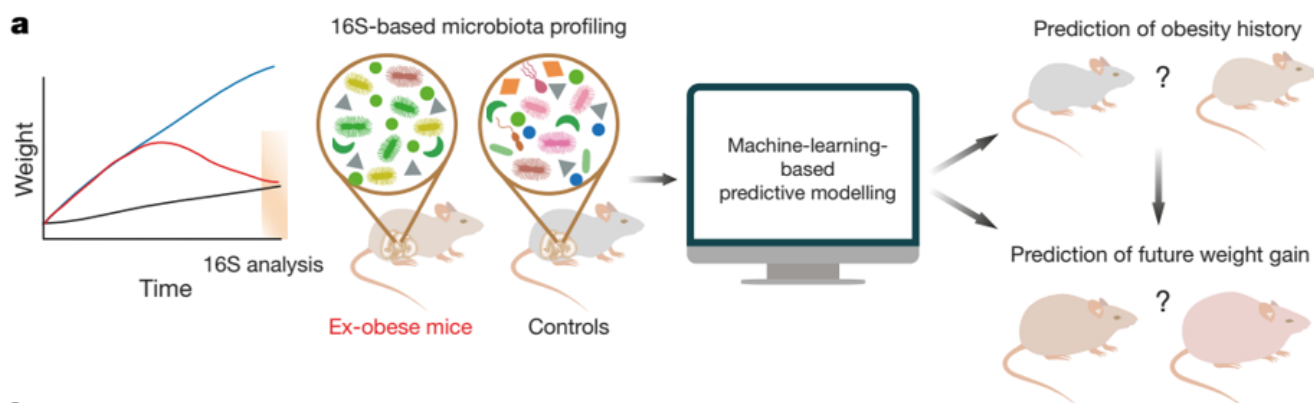 a
16S-based microbiota profiling
Prediction of obesity history
?
Weight
Machine-learning-
based
predictive modelling
16S analysis
Time
Prediction of future weight gain
?
Ex-obese mice
Controls